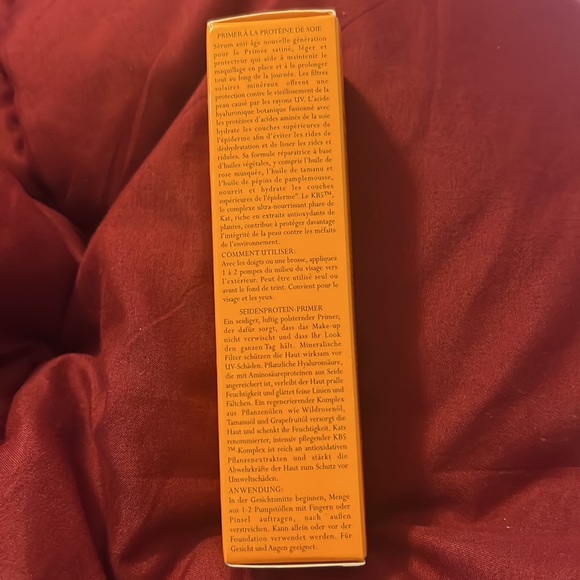 PRIMER À LA PROTÉINE DE SOIE
Sérum anti-âge nouvelle génération
pour le Primer satiné, léger et
protecteur qui aide à maintenir le
maquillage en place et à le prolonger
tout au long de la journée. Les filtres
solaires minéreux offrent une
protection contre le vieillissement de la
peau causé par les rayons UV. L'acide
hyaluronique botanique fusionné avec
les protéines d'acides aminés de la soie
hydrate les couches supérieures de
l'épiderme afin d'éviter les rides de
déshydratation et de lisser les rides et
ridules. Sa formule réparatrice à base
d'huiles végétales, y compris l'huile de
rose musquée, l'huile de tamanu et
l'huile de pépins de pamplemousse,
nourrit et hydrate les couches
supérieures de l'épiderme". Le KBS™,
le complexe ultra-nourrissant phare de
Kat, riche en extraits antioxydants de
plantes, contribue à protéger davantage
l'intégrité de la peau contre les méfaits
de l'environnement.
COMMENT UTILISER:
Avec les doigts ou une brosse, appliquez
1 à 2 pompes du milieu du visage vers
l'extérieur. Peut être utilisé seul ou
avant le fond de teint. Convient pour le
visage et les yeux.
SEIDENPROTEIN-PRIMER
Ein seidiger, luftig polsternder Primer,
der dafür sorgt, dass das Make-up
nicht verwischt und dass Ihr Look
den ganzen Tag hält. Mineralische
Filter schützen die Haut wirksam vor
UV-Schäden. Pflanzliche Hyaluronsäure,
die mit Aminosäureproteinen aus Seide
angereichert ist, verleiht der Haut pralle
Feuchtigkeit und glättet feine Linien und
Fältchen. Ein regenerierender Komplex
aus Pflanzenölen wie Wildrosenöl,
Tamanuöl und Grapefruitöl versorgt die
Haut und schenkt ihr Feuchtigkeit. Kats
renommierter, intensiv pflegender KBS
™ Komplex ist reich an antioxidativen
Pflanzenextrakten und stärkt die
Abwehrkräfte der Haut zum Schutz vor
Umweltschäden.
ANWENDUNG:
In der Gesichtsmitte beginnen, Menge
aus 1-2 Pumpstößen mit Fingern oder
Pinsel auftragen, nach außen
verstreichen. Kann allein oder vor der
Foundation verwendet werden. Für
Gesicht und Augen geeignet.